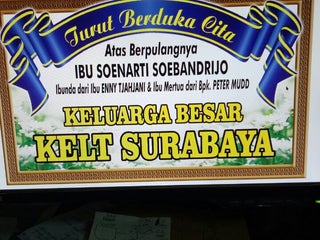 Turut Berduka Cita
Atas Berpulangnya
IBU SOENARTI SOEBANDRIJO
Ibunda dari Ibu ENNY TJAHJANI & Ibu Mertua dari Bpk. PETER MUDD
KELUARGA BESAR
KELT SURABAYA